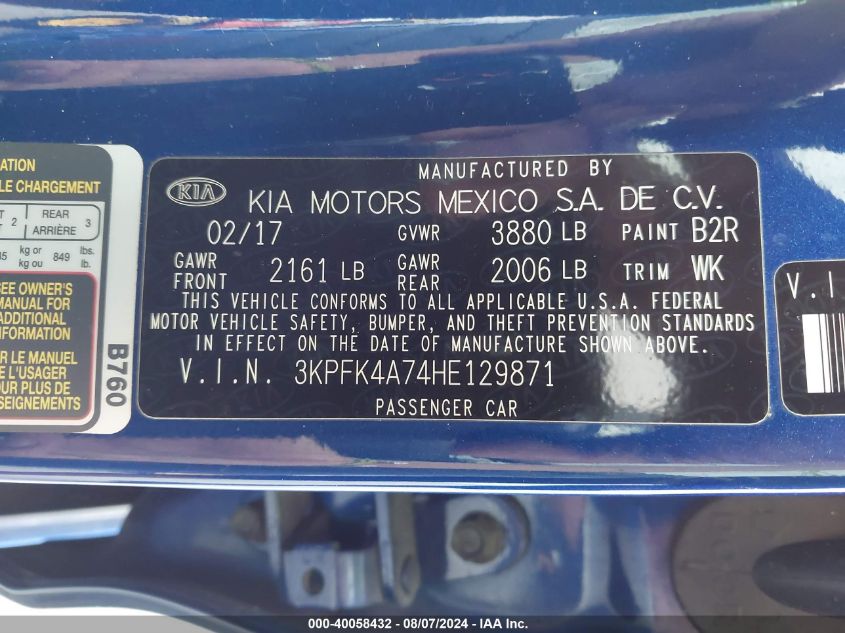 ATION
LE CHARGEMENT
2
REAR
ARRIÈRE
3
kg or
kg ou
849
lbs.
lb.
SEE OWNER'S
MANUAL FOR
ADDITIONAL
INFORMATION
LE MANUEL
L'USAGER
POUR PLUS DE
B760
MANUFACTURED BY
KIA
KIA MOTORS MEXICO S.A. DE C.V.
02/17 GVWR 3880 LB PAINT B2R
GAWR FRONT 2161 LB GAWR REAR 2006 LB TRIM WK
THIS VEHICLE CONFORMS TO ALL APPLICABLE U.S.A. FEDERAL
MOTOR VEHICLE SAFETY, BUMPER, AND THEFT PREVENTION STANDARDS
IN EFFECT ON THE DATE OF MANUFACTURE SHOWN ABOVE.
V.I.N. 3KPFK4A74HE129871
PASSENGER CAR
V.I.
000-40058432 - 08/07/2024 - IAA Inc.